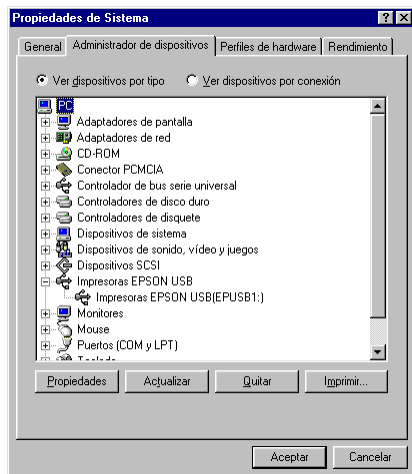 Propiedades de Sistema
General Administrador de dispositivos Perfiles de hardware Rendimiento
Ver dispositivos por tipo Ver dispositivos por conexión
PC
Adaptadores de pantalla
Adaptadores de red
CD-ROM
Conector PCMCIA
Controlador de bus serie universal
Controladores de disco duro
Controladores de disquete
Dispositivos de sistema
Dispositivos de sonido, vídeo y juegos
Dispositivos SCSI
Impresoras EPSON USB
Impresoras EPSON USB(EPUSB1:)
Monitores
Mouse
Puertos (COM y LPT)
Propiedades Actualizar Quitar Imprimir...
Aceptar Cancelar